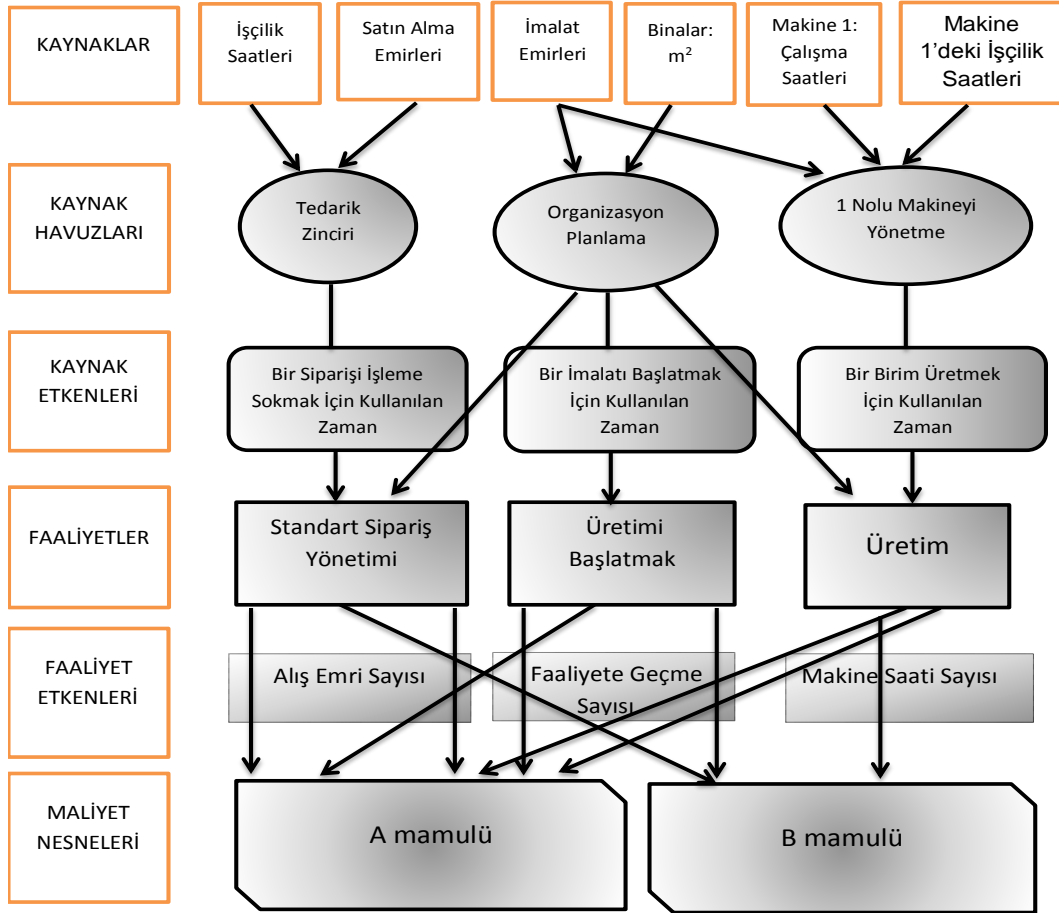 KAYNAKLAR
İşçilik
Saatleri
Satın Alma
Emirleri
İmalat
Emirleri
Binalar:
m²
Makine 1:
Çalışma
Saatleri
Makine
1'deki İşçilik
Saatleri
KAYNAK
HAVUZLARI
Tedarik
Zinciri
Organizasyon
Planlama
1 Nolu Makineyi
Yönetme
KAYNAK
ETKENLERİ
Bir Siparişi İşleme
Sokmak İçin Kullanılan
Zaman
Bir İmalatı Başlatmak
İçin Kullanılan
Zaman
Bir Birim Üretmek
İçin Kullanılan
Zaman
FAALİYETLER
Standart Sipariş
Yönetimi
Üretimi
Başlatmak
Üretim
FAALİYET
ETKENLERİ
Alış Emri Sayısı
Faaliyete Geçme
Sayısı
Makine Saati Sayısı
MALİYET
NESNELERİ
A mamulü
B mamulü